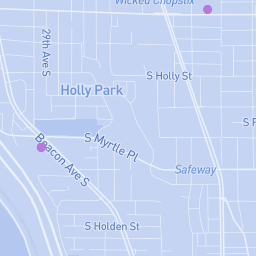 Wicked Chopstix
29th Ave S
S Holly St
Holly Park
S Myrtle Pl
Beacon Ave S
Safeway
S Holden St